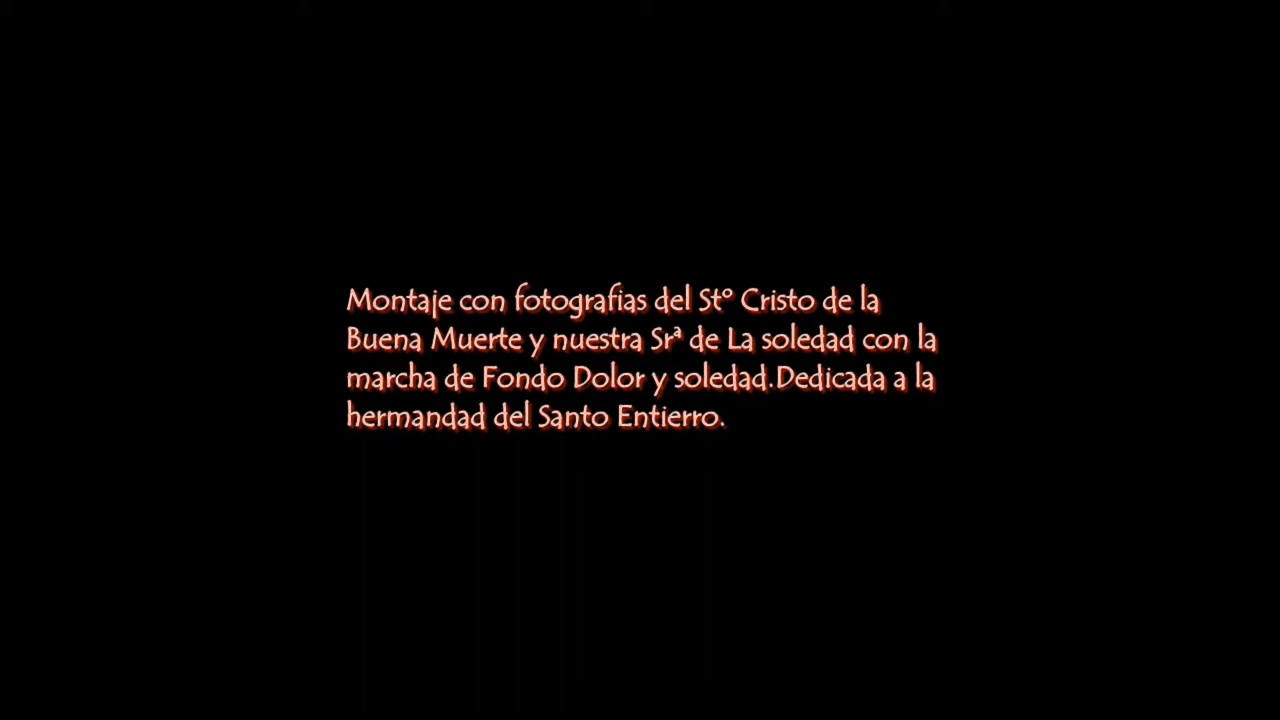 Montaje con fotografias del Stº Cristo de la
Buena Muerte y nuestra Srª de La soledad con la
marcha de Fondo Dolor y soledad.Dedicada a la
hermandad del Santo Entierro.